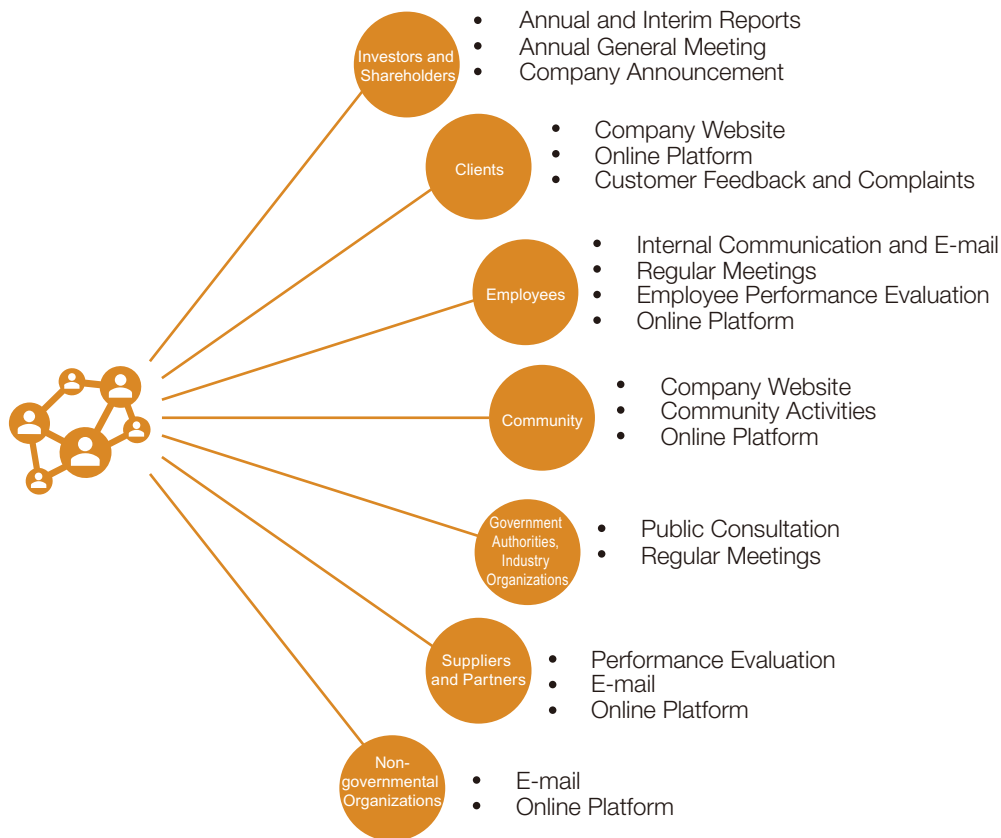 Investors and
Shareholders
• Annual and Interim Reports
• Annual General Meeting
• Company Announcement
Clients
• Company Website
• Online Platform
• Customer Feedback and Complaints
Employees
• Internal Communication and E-mail
• Regular Meetings
• Employee Performance Evaluation
• Online Platform
Community
• Company Website
• Community Activities
• Online Platform
Government
Authorities,
Industry
Organizations
• Public Consultation
• Regular Meetings
Suppliers
and Partners
• Performance Evaluation
• E-mail
• Online Platform
Non-
governmental
Organizations
• E-mail
• Online Platform